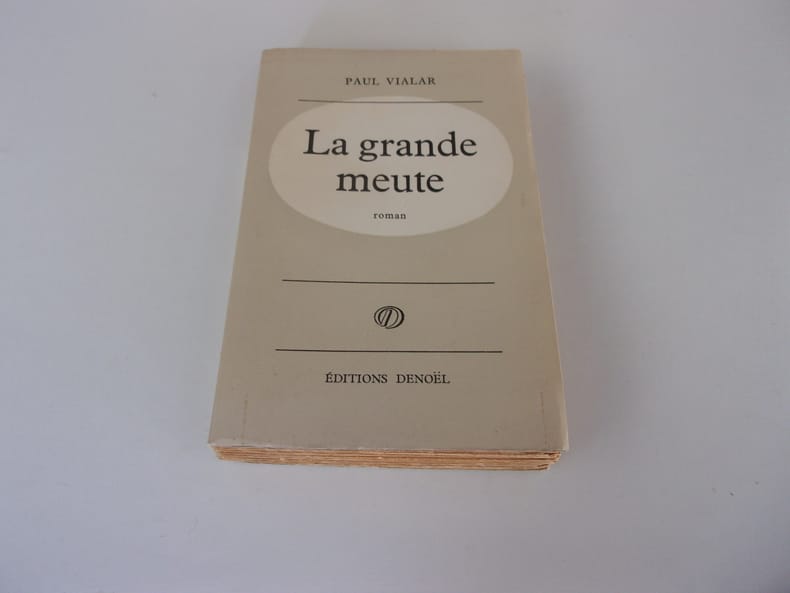 PAUL VIALAR
La grande
meute
roman
ÉDITIONS DENOËL